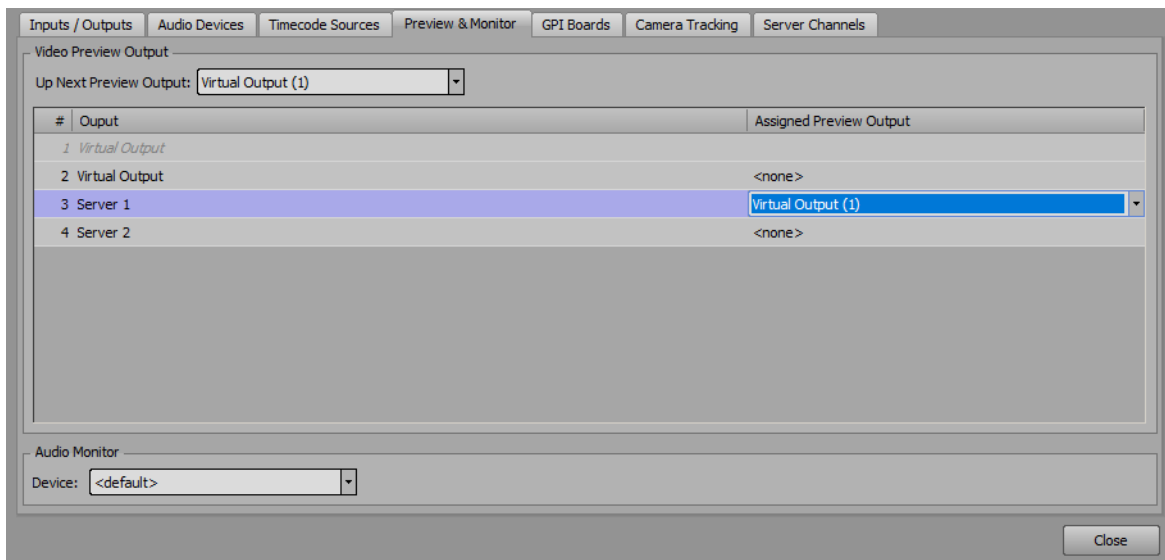 Inputs / Outputs Audio Devices Timecode Sources Preview & Monitor GPI Boards Camera Tracking Server Channels
Video Preview Output
Up Next Preview Output: Virtual Output (1)
# Ouput Assigned Preview Output
1 Virtual Output
2 Virtual Output <none>
3 Server 1 Virtual Output (1)
4 Server 2 <none>
Audio Monitor
Device: <default>
Close